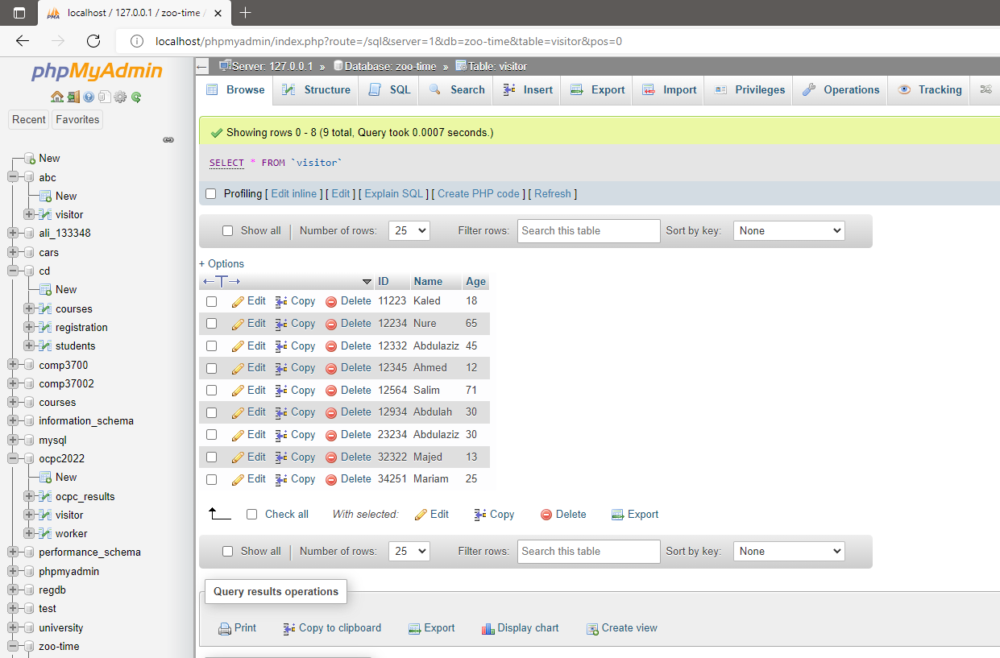 localhost / 127.0.0.1 / zoo-time /
localhost/phpmyadmin/index.php?route=/sql&server=1&db=zoo-time&table=visitor&pos=0
phpMyAdmin
Recent Favorites
New
abc
New
visitor
ali_133348
cars
cd
New
courses
registration
students
comp3700
comp37002
courses
information_schema
mysql
ocpc2022
New
ocpc_results
visitor
worker
performance_schema
phpmyadmin
regdb
test
university
zoo-time
Server: 127.0.0.1 » Database: zoo-time » Table: visitor
Browse Structure SQL Search Insert Export Import Privileges Operations Tracking
Showing rows 0 - 8 (9 total, Query took 0.0007 seconds.)
SELECT * FROM `visitor`
Profiling [ Edit inline ] [ Edit ] [ Explain SQL ] [ Create PHP code ] [ Refresh ]
Show all Number of rows: 25 Filter rows: Search this table Sort by key: None
+ Options
←T→ ID Name Age
Edit Copy Delete 11223 Kaled 18
Edit Copy Delete 12234 Nure 65
Edit Copy Delete 12332 Abdulaziz 45
Edit Copy Delete 12345 Ahmed 12
Edit Copy Delete 12564 Salim 71
Edit Copy Delete 12934 Abdulah 30
Edit Copy Delete 23234 Abdulaziz 30
Edit Copy Delete 32322 Majed 13
Edit Copy Delete 34251 Mariam 25
Check all With selected: Edit Copy Delete Export
Show all Number of rows: 25 Filter rows: Search this table Sort by key: None
Query results operations
Print Copy to clipboard Export Display chart Create view